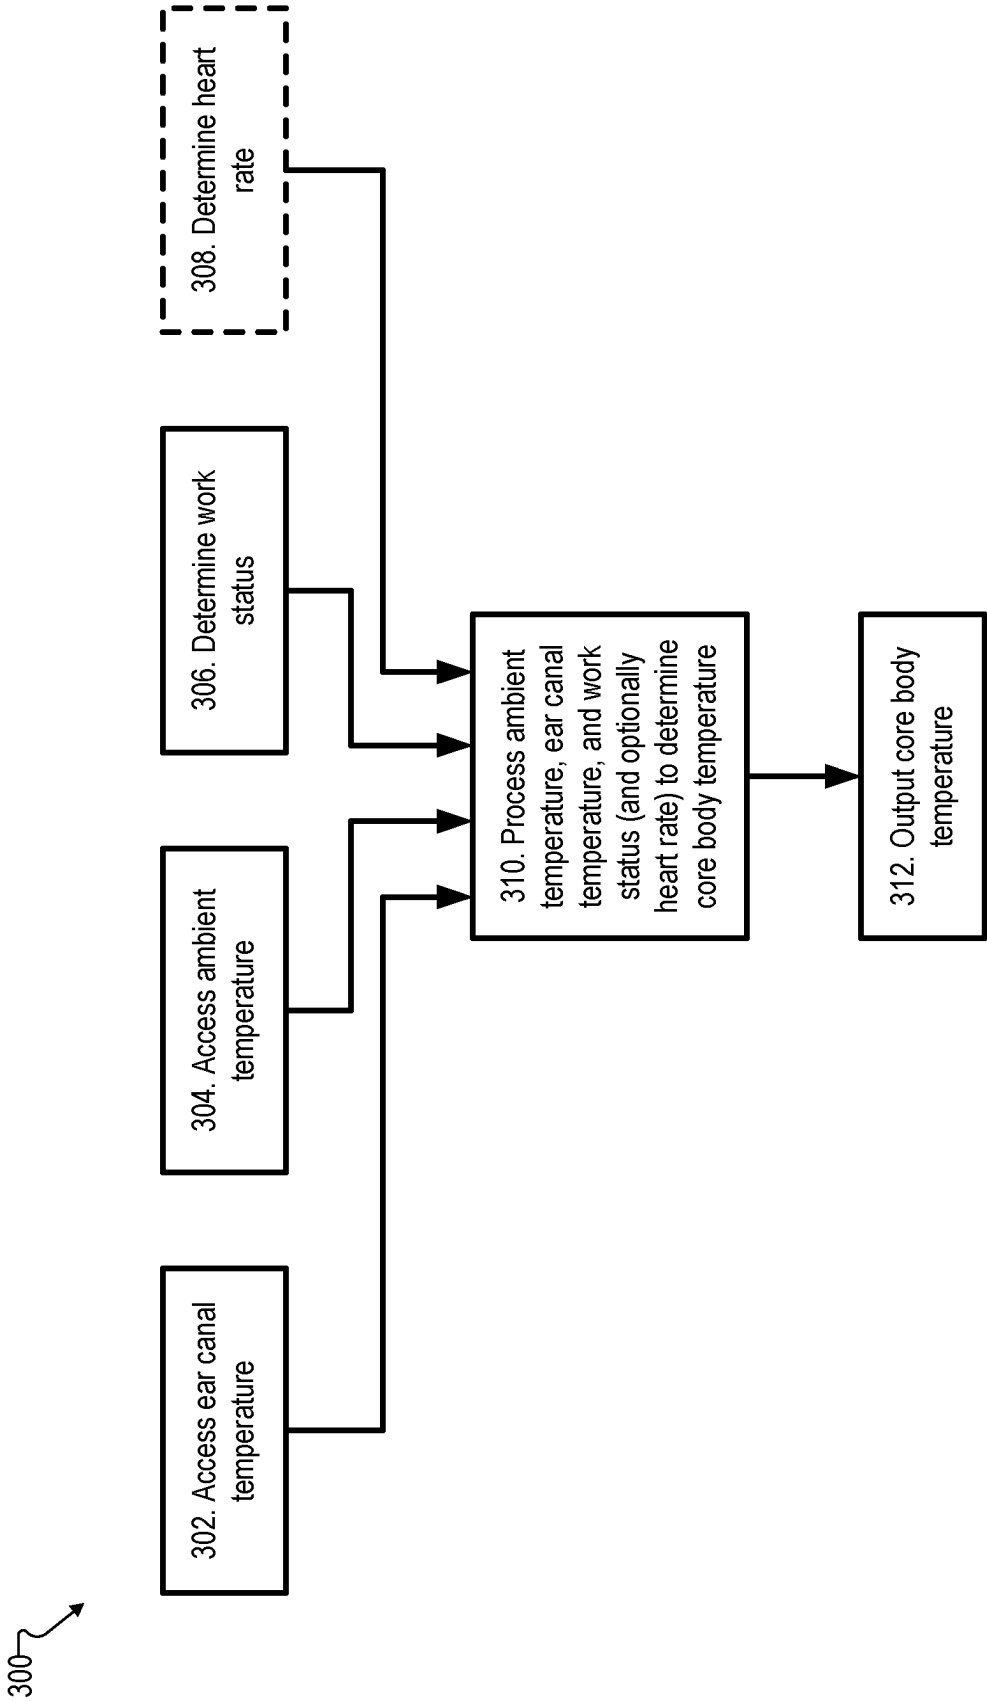 300
302. Access ear canal
temperature
304. Access ambient
temperature
306. Determine work
status
308. Determine heart
rate
310. Process ambient
temperature, ear canal
temperature, and work
status (and optionally
heart rate) to determine
core body temperature
312. Output core body
temperature